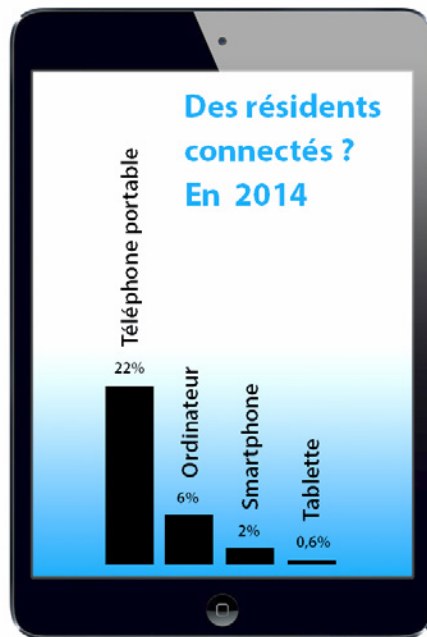 Des résidents
connectés ?
En 2014
Téléphone portable
22%
Ordinateur
6%
Smartphone
2%
Tablette
0,6%